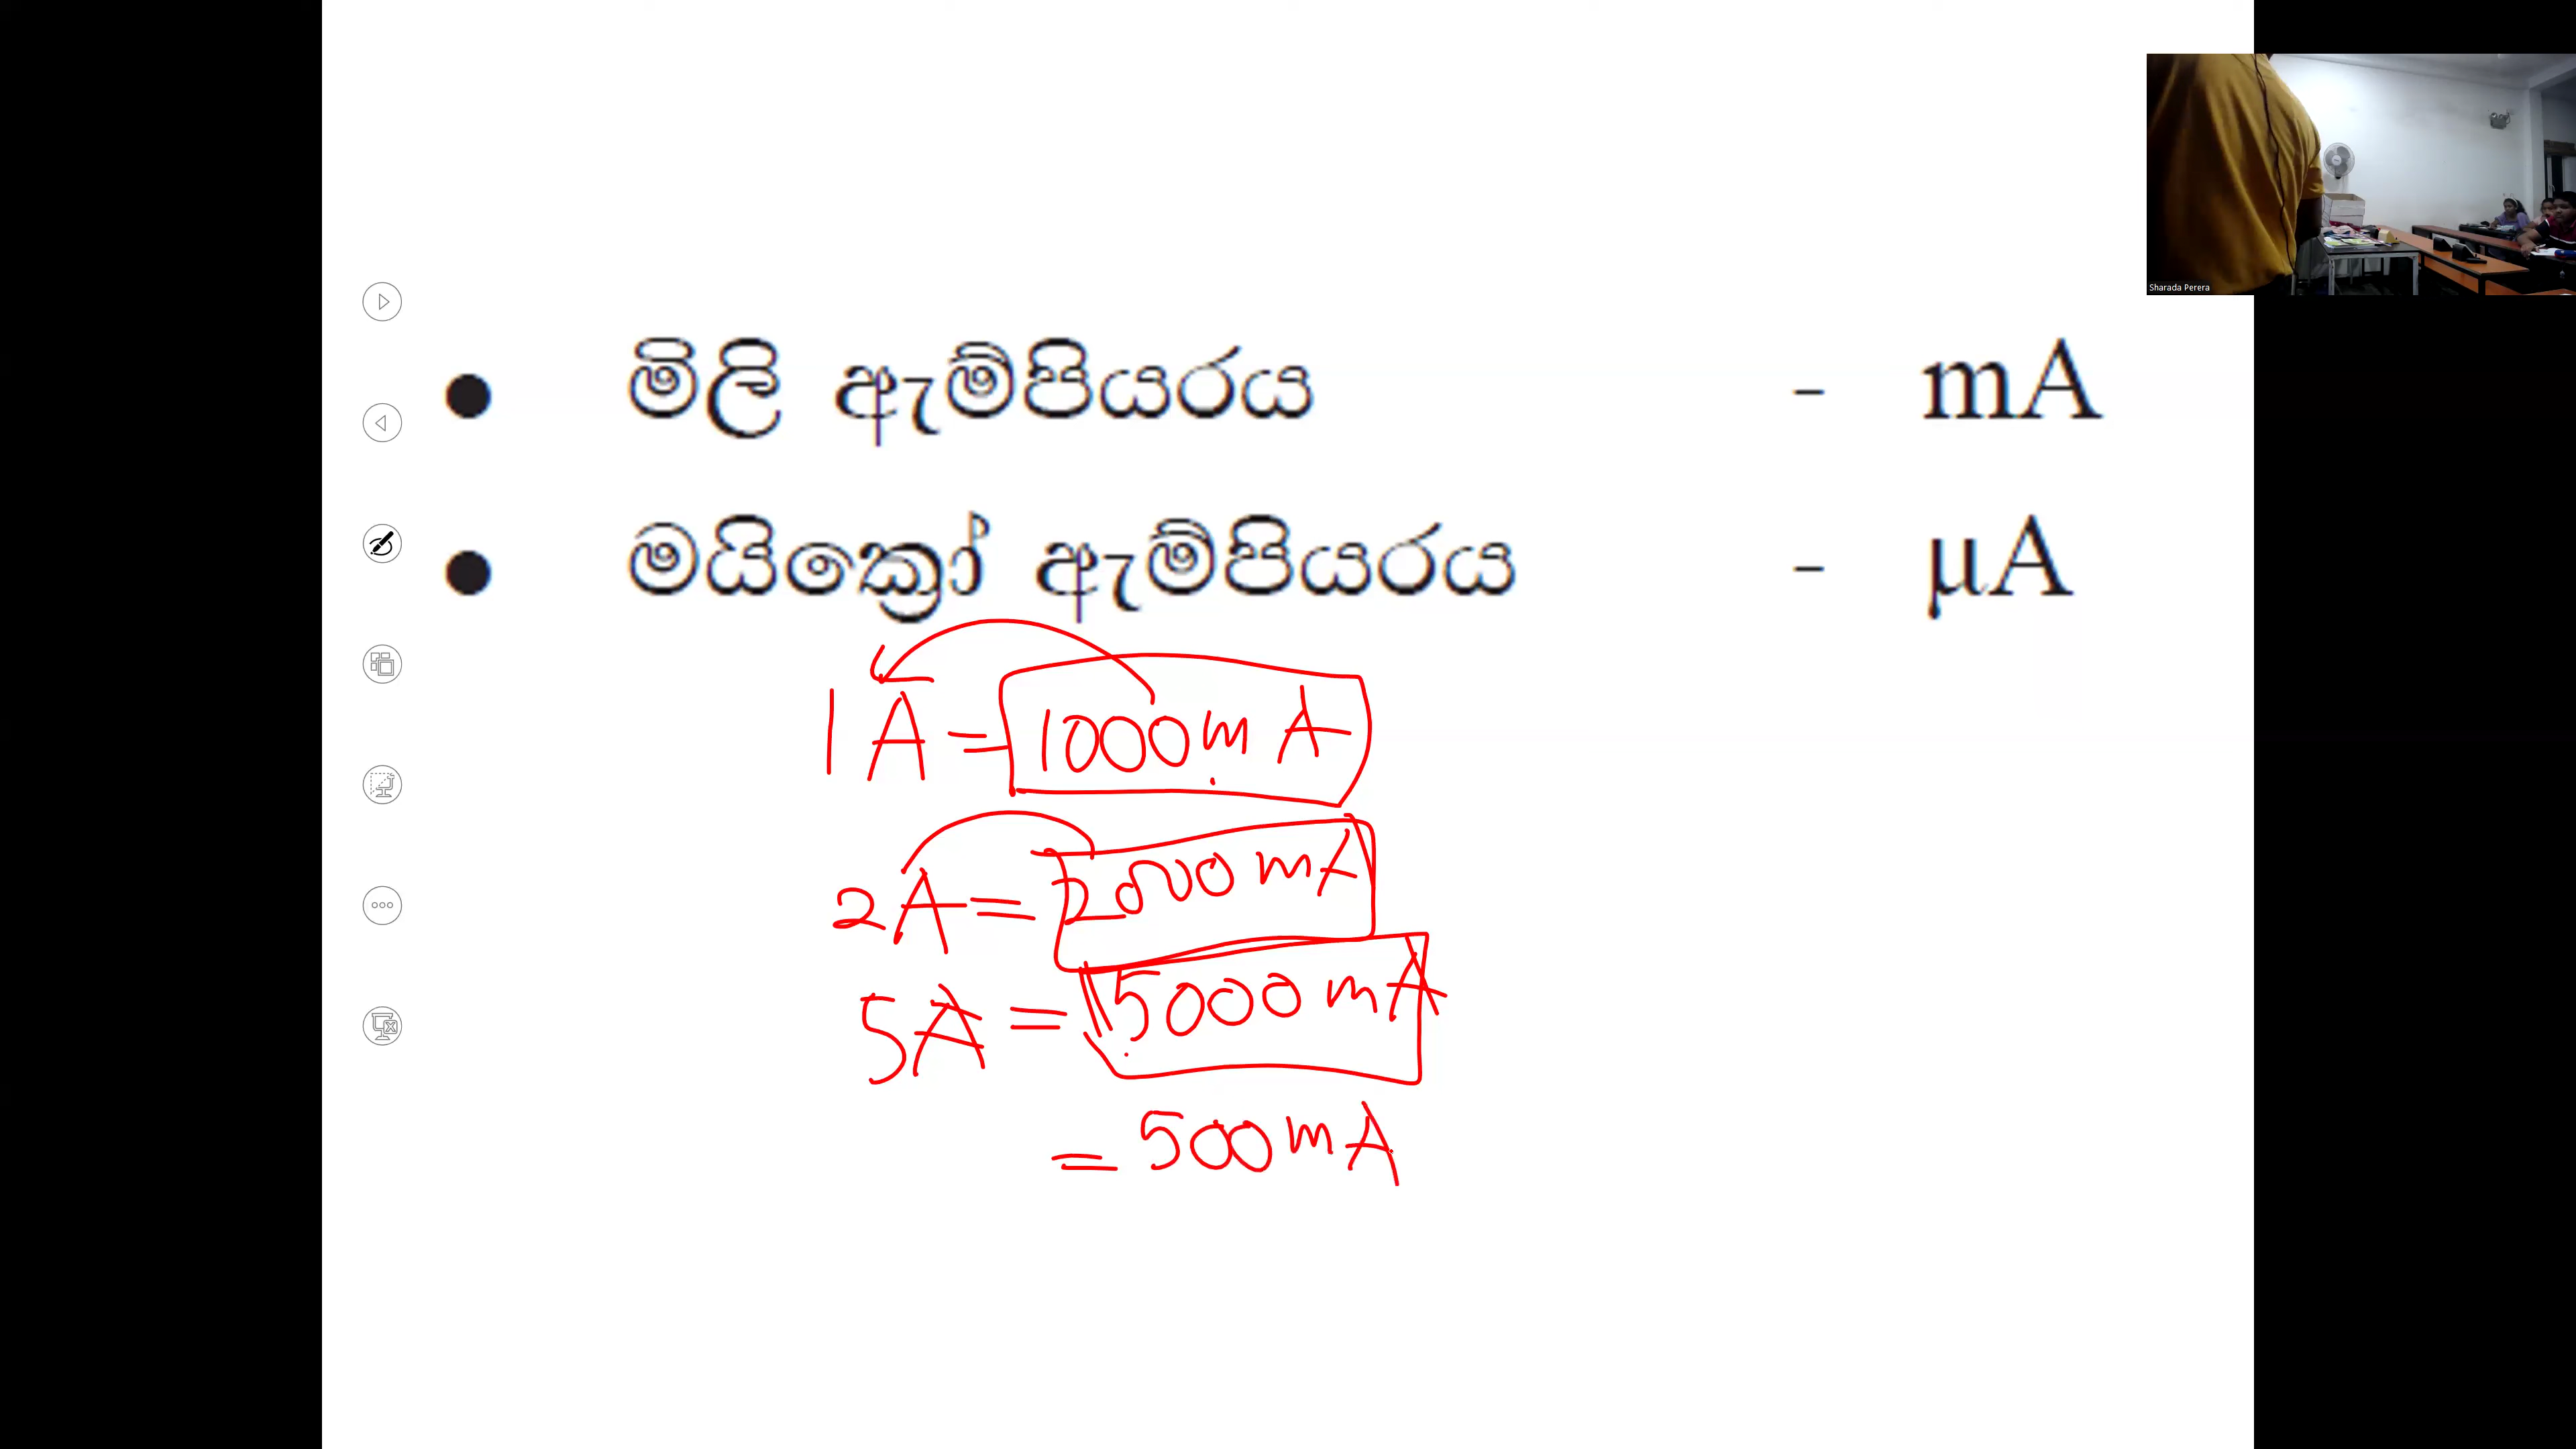 Sharada Perera
● මිලි ඇම්පියරය - mA
● මයික්‍රෝ ඇම්පියරය - μA
1A = 1000mA
2A = 2000mA
5A = 5000mA
= 500mA